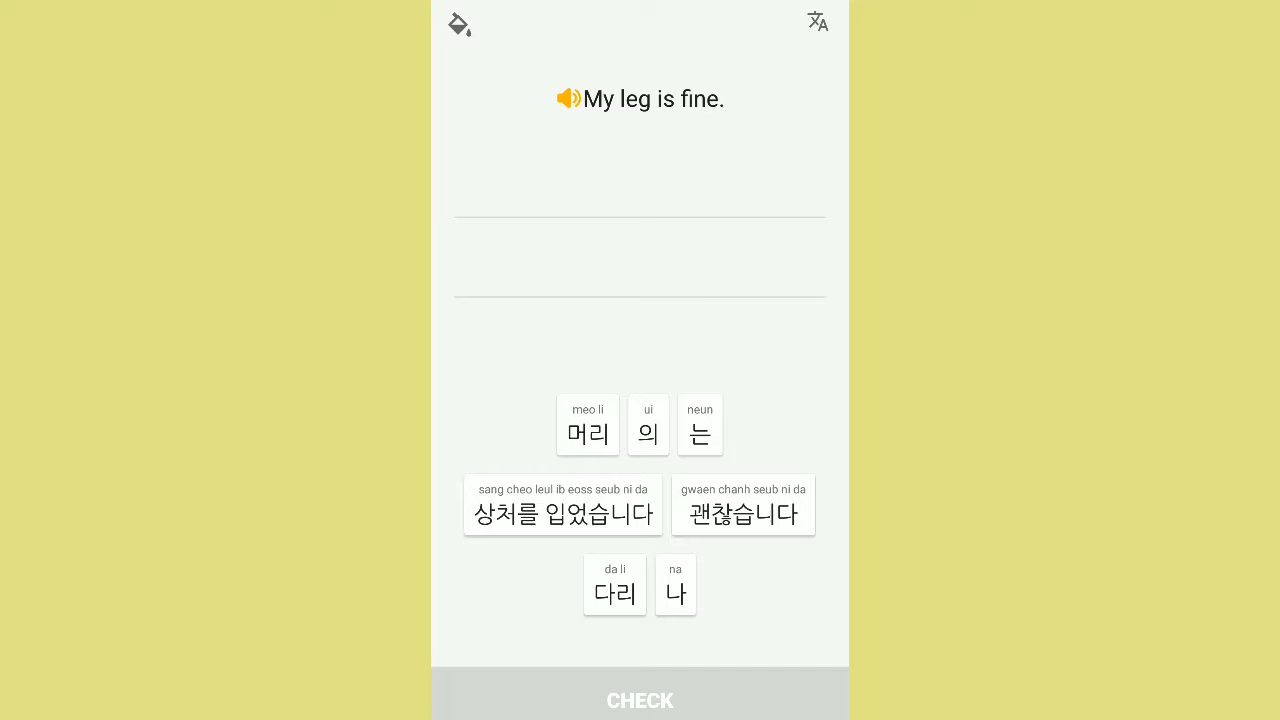 My leg is fine.
meo li ui neun
머리 의 는
sang cheo leul ib eoss seub ni da gwaen chanh seub ni da
상처를 입었습니다 괜찮습니다
da li na
다리 나
CHECK